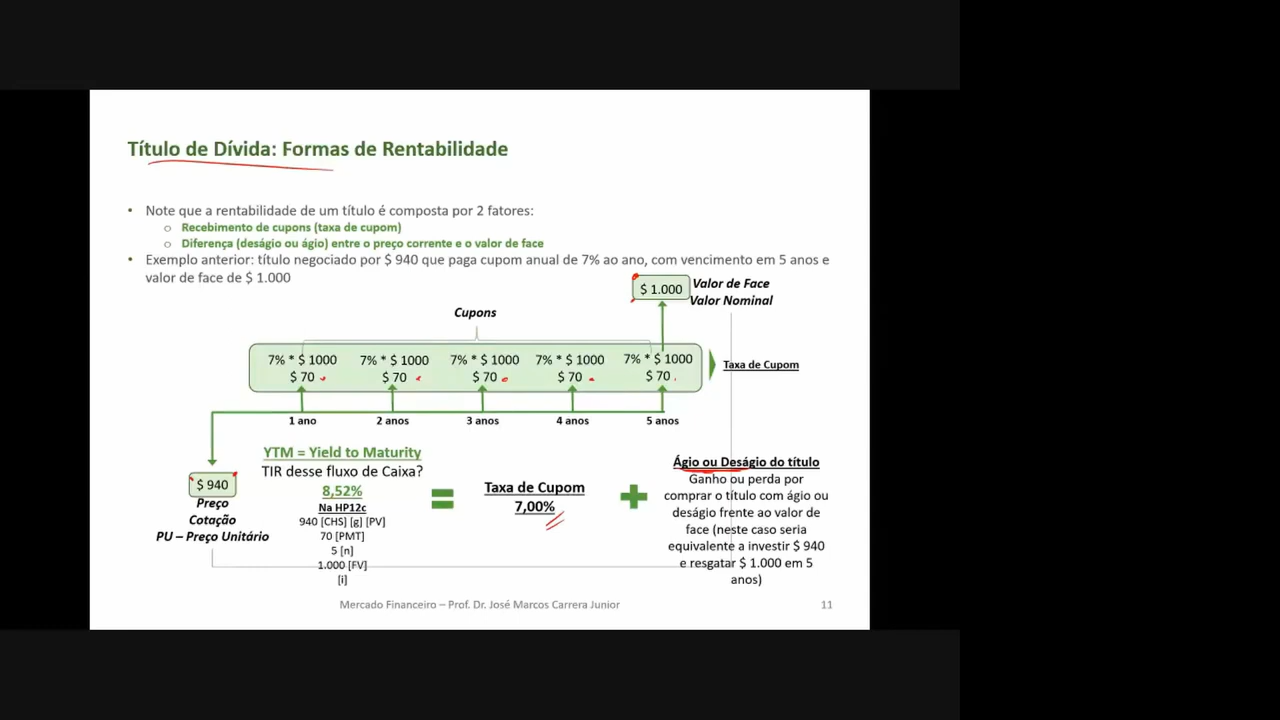 Título de Dívida: Formas de Rentabilidade
• Note que a rentabilidade de um título é composta por 2 fatores:
o Recebimento de cupons (taxa de cupom)
o Diferença (deságio ou ágio) entre o preço corrente e o valor de face
• Exemplo anterior: título negociado por $ 940 que paga cupom anual de 7% ao ano, com vencimento em 5 anos e
valor de face de $ 1.000
$ 1.000
Valor de Face
Valor Nominal
Cupons
7% * $ 1000 7% * $ 1000 7% * $ 1000 7% * $ 1000 7% * $ 1000
$ 70 $ 70 $ 70 $ 70 $ 70
Taxa de Cupom
1 ano 2 anos 3 anos 4 anos 5 anos
$ 940
Preço
Cotação
PU – Preço Unitário
YTM = Yield to Maturity
TIR desse fluxo de Caixa?
8,52%
Na HP12c
940 [CHS] [g] [PV]
70 [PMT]
5 [n]
1.000 [FV]
[i]
=
Taxa de Cupom
7,00%
+
Ágio ou Deságio do título
Ganho ou perda por
comprar o título com ágio ou
deságio frente ao valor de
face (neste caso seria
equivalente a investir $ 940
e resgatar $ 1.000 em 5
anos)
Mercado Financeiro – Prof. Dr. José Marcos Carrera Junior
11